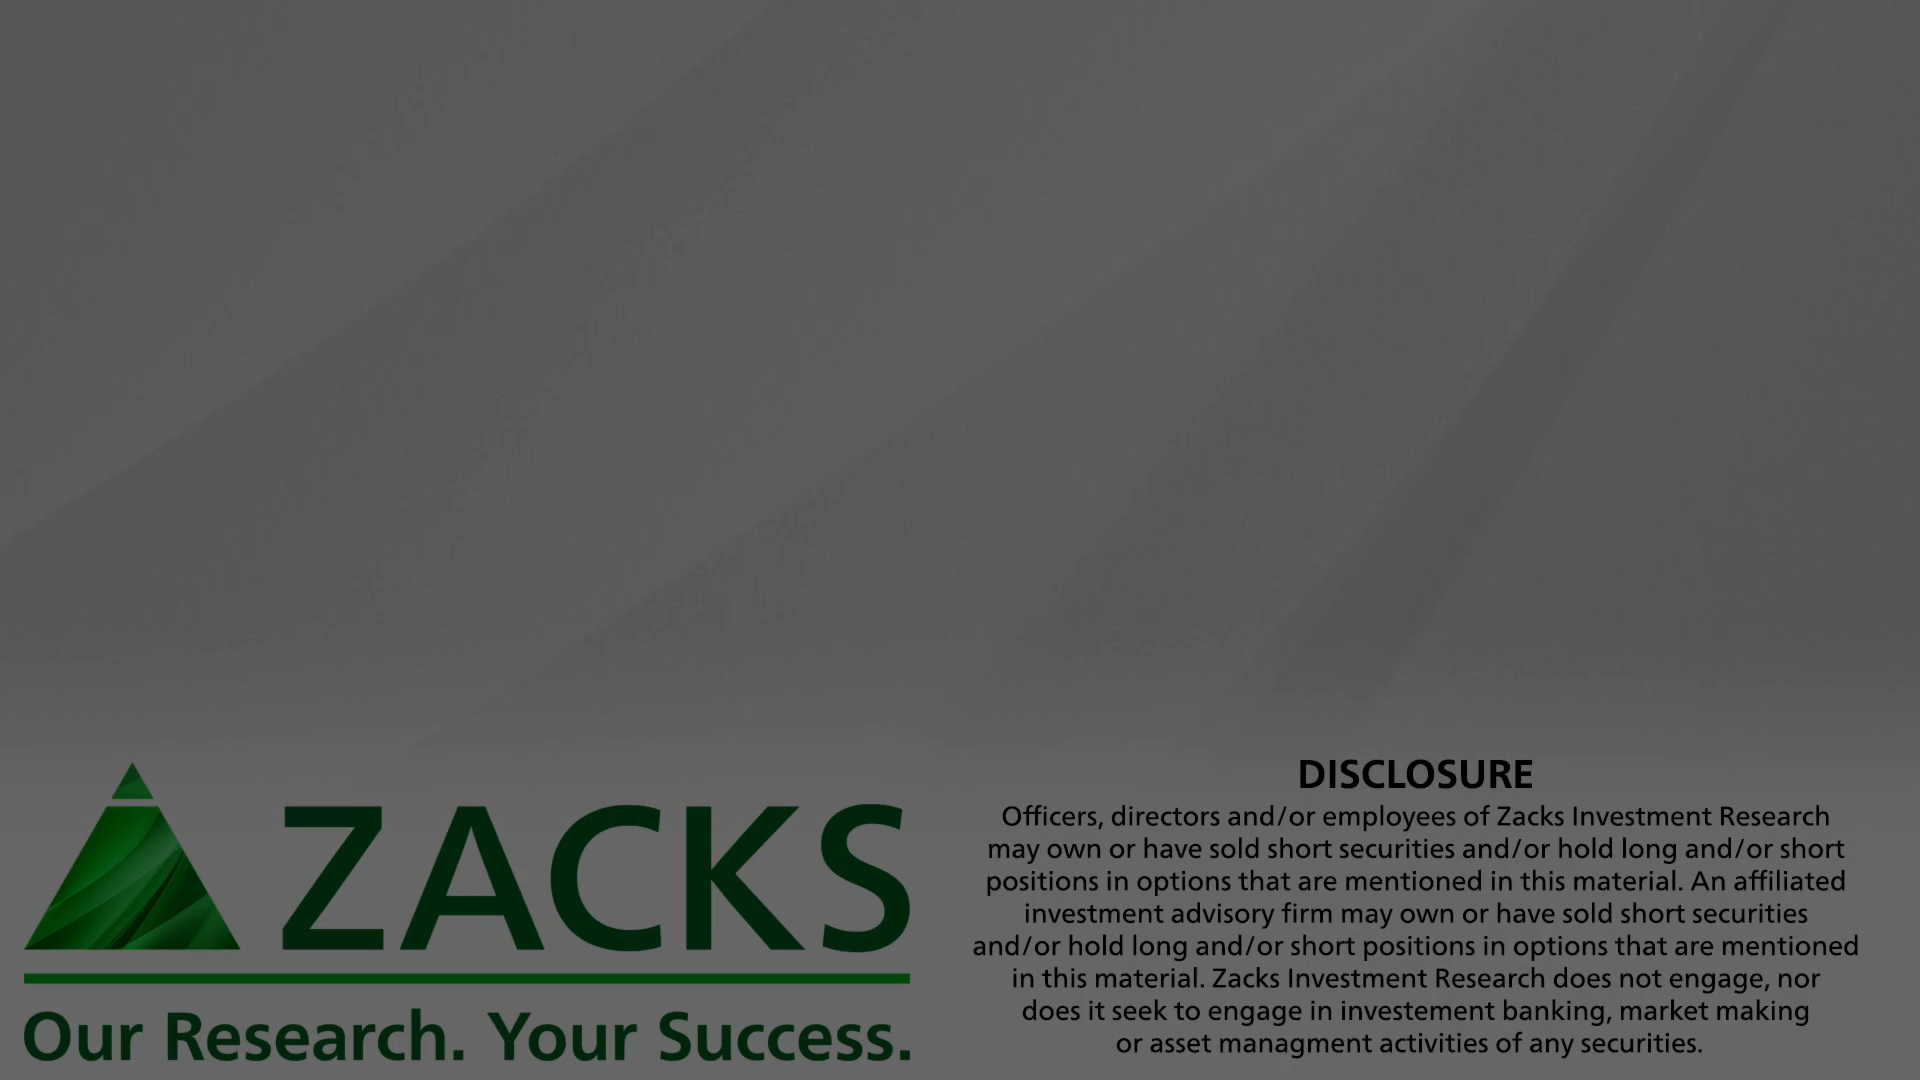 ZACKS
Our Research. Your Success.
DISCLOSURE
Officers, directors and/or employees of Zacks Investment Research
may own or have sold short securities and/or hold long and/or short
positions in options that are mentioned in this material. An affiliated
investment advisory firm may own or have sold short securities
and/or hold long and/or short positions in options that are mentioned
in this material. Zacks Investment Research does not engage, nor
does it seek to engage in investement banking, market making
or asset managment activities of any securities.